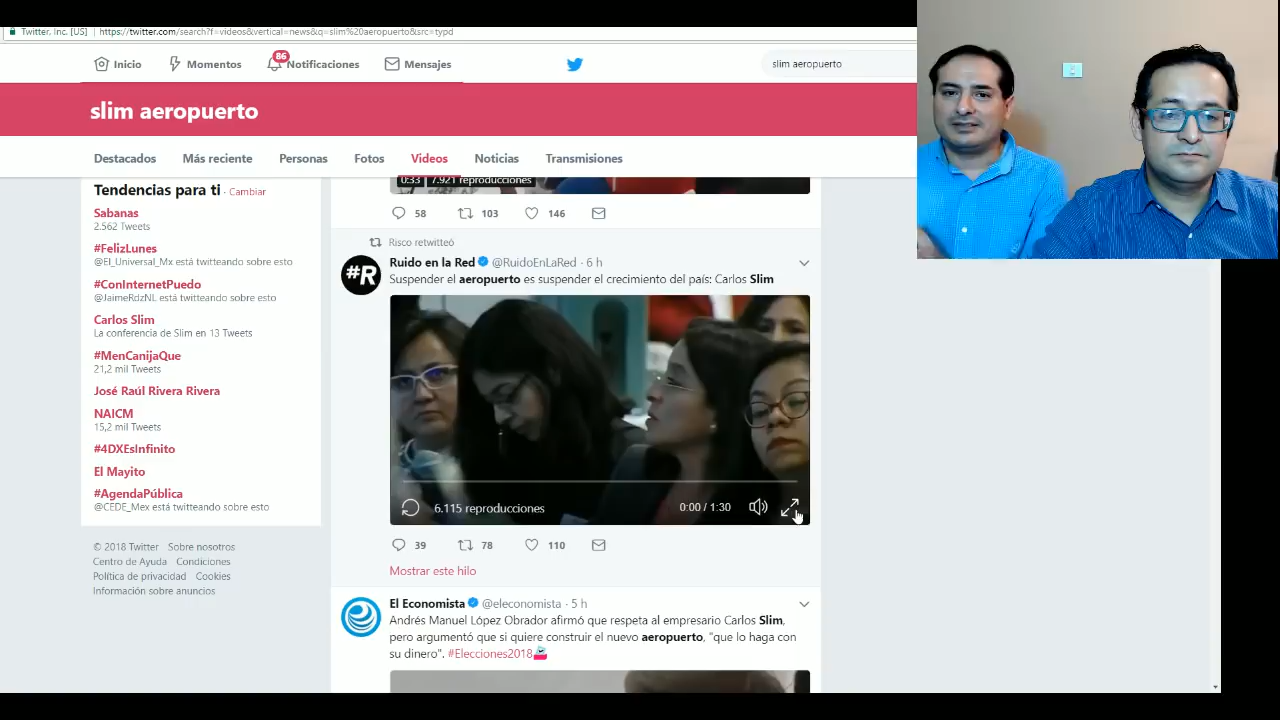 Twitter, Inc. [US]
https://twitter.com/search?f=videos&vertical=news&q=slim%20aeropuerto&src=typd
Inicio
Momentos
86
Notificaciones
Mensajes
slim aeropuerto
slim aeropuerto
Destacados
Más reciente
Personas
Fotos
Videos
Noticias
Transmisiones
Tendencias para ti · Cambiar
Sabanas
2.562 Tweets
#FelizLunes
@El_Universal_Mx está twitteando sobre esto
#ConInternetPuedo
@JaimeRdzNL está twitteando sobre esto
Carlos Slim
La conferencia de Slim en 13 Tweets
#MenCanijaQue
21,2 mil Tweets
José Raúl Rivera Rivera
NAICM
15,2 mil Tweets
#4DXEsInfinito
El Mayito
#AgendaPública
@CEDE_Mex está twitteando sobre esto
© 2018 Twitter Sobre nosotros
Centro de Ayuda Condiciones
Política de privacidad Cookies
Información sobre anuncios
0:33 7.921 reproducciones
58 103 146
Risco retwitteó
#R
Ruido en la Red @RuidoEnLaRed · 6 h
Suspender el aeropuerto es suspender el crecimiento del país: Carlos Slim
6.115 reproducciones
0:00 / 1:30
39 78 110
Mostrar este hilo
El Economista @eleconomista · 5 h
Andrés Manuel López Obrador afirmó que respeta al empresario Carlos Slim,
pero argumentó que si quiere construir el nuevo aeropuerto, "que lo haga con
su dinero". #Elecciones2018